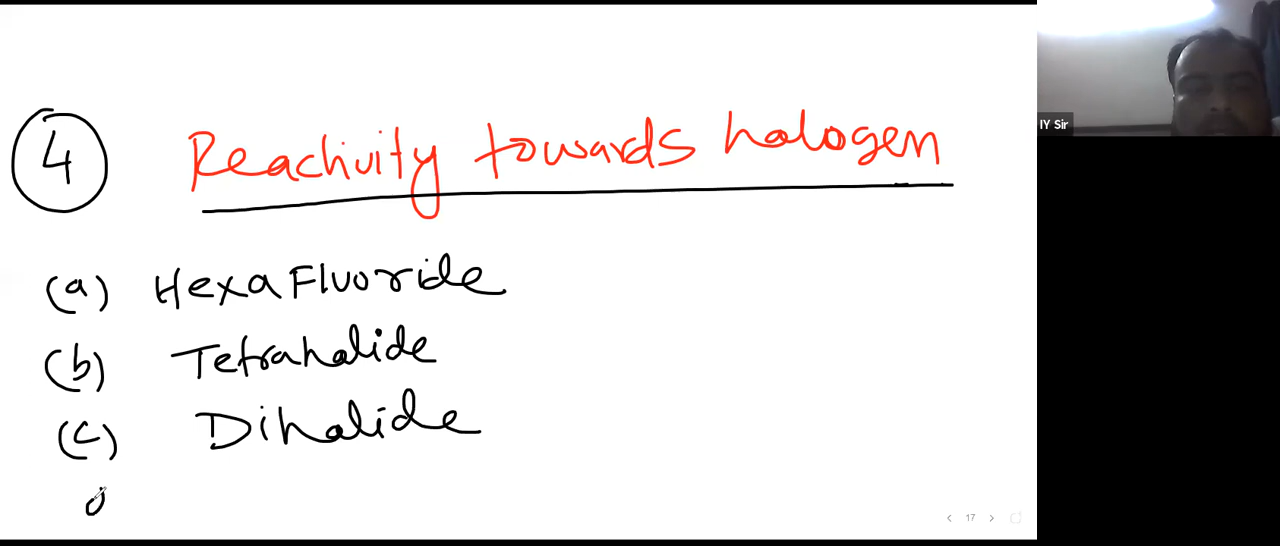 4 Reactivity towards halogen
(a) HexaFluoride
(b) Tetrahalide
(c) Dihalide
IY Sir
17